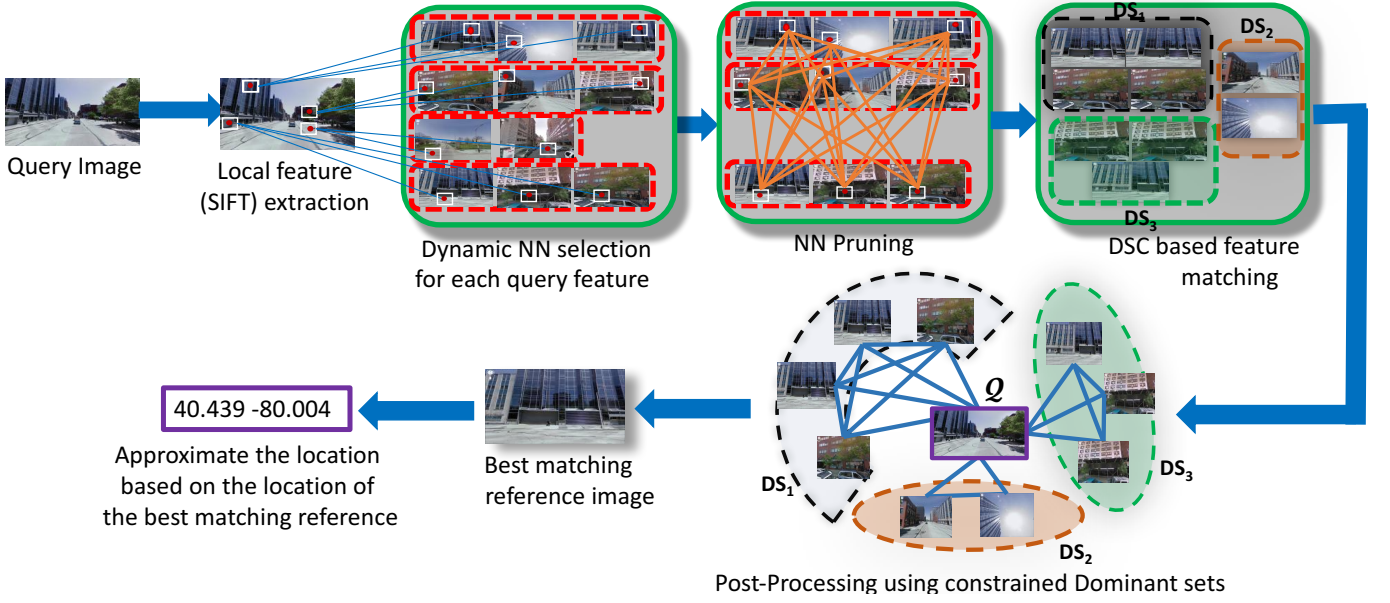 DS1
DS2
DS3
Query Image
Local feature
(SIFT) extraction
Dynamic NN selection
for each query feature
NN Pruning
DSC based feature
matching
Q
DS1
DS3
DS2
40.439 -80.004
Approximate the location
based on the location of
the best matching reference
Best matching
reference image
Post-Processing using constrained Dominant sets